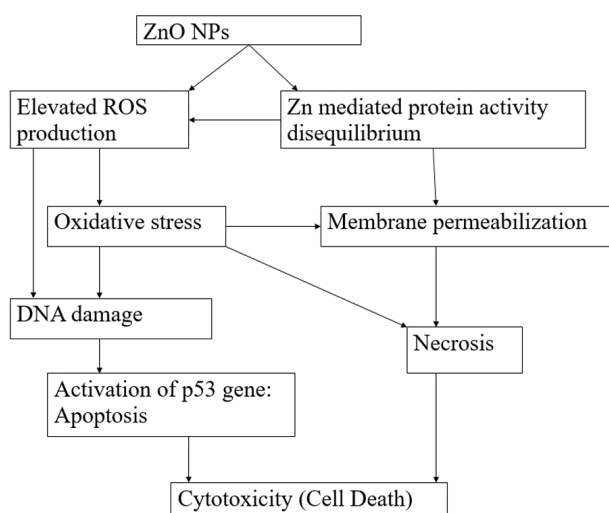 ZnO NPs
Elevated ROS
production
Zn mediated protein activity
disequilibrium
Oxidative stress
Membrane permeabilization
DNA damage
Necrosis
Activation of p53 gene:
Apoptosis
Cytotoxicity (Cell Death)